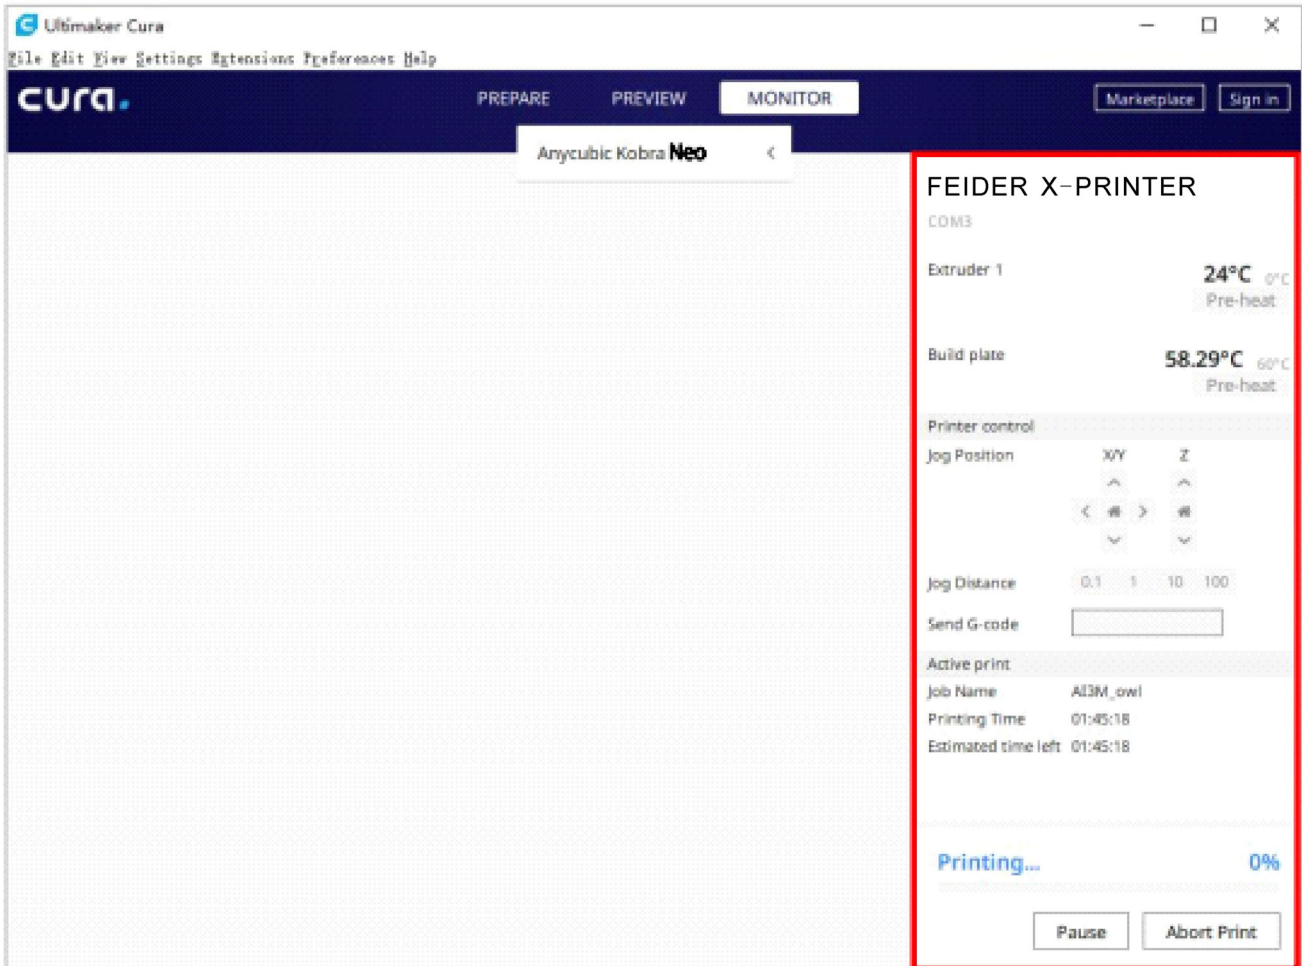 Ultimaker Cura
File Edit View Settings Extensions Preferences Help
cura.
PREPARE PREVIEW MONITOR
Marketplace Sign in
Anycubic Kobra Neo
FEIDER X-PRINTER
COM3
Extruder 1 24°C 0°C
Pre-heat
Build plate 58.29°C 60°C
Pre-heat
Printer control
Jog Position X/Y Z
Jog Distance 0.1 1 10 100
Send G-code
Active print
Job Name All3M_owl
Printing Time 01:45:18
Estimated time left 01:45:18
Printing... 0%
Pause Abort Print